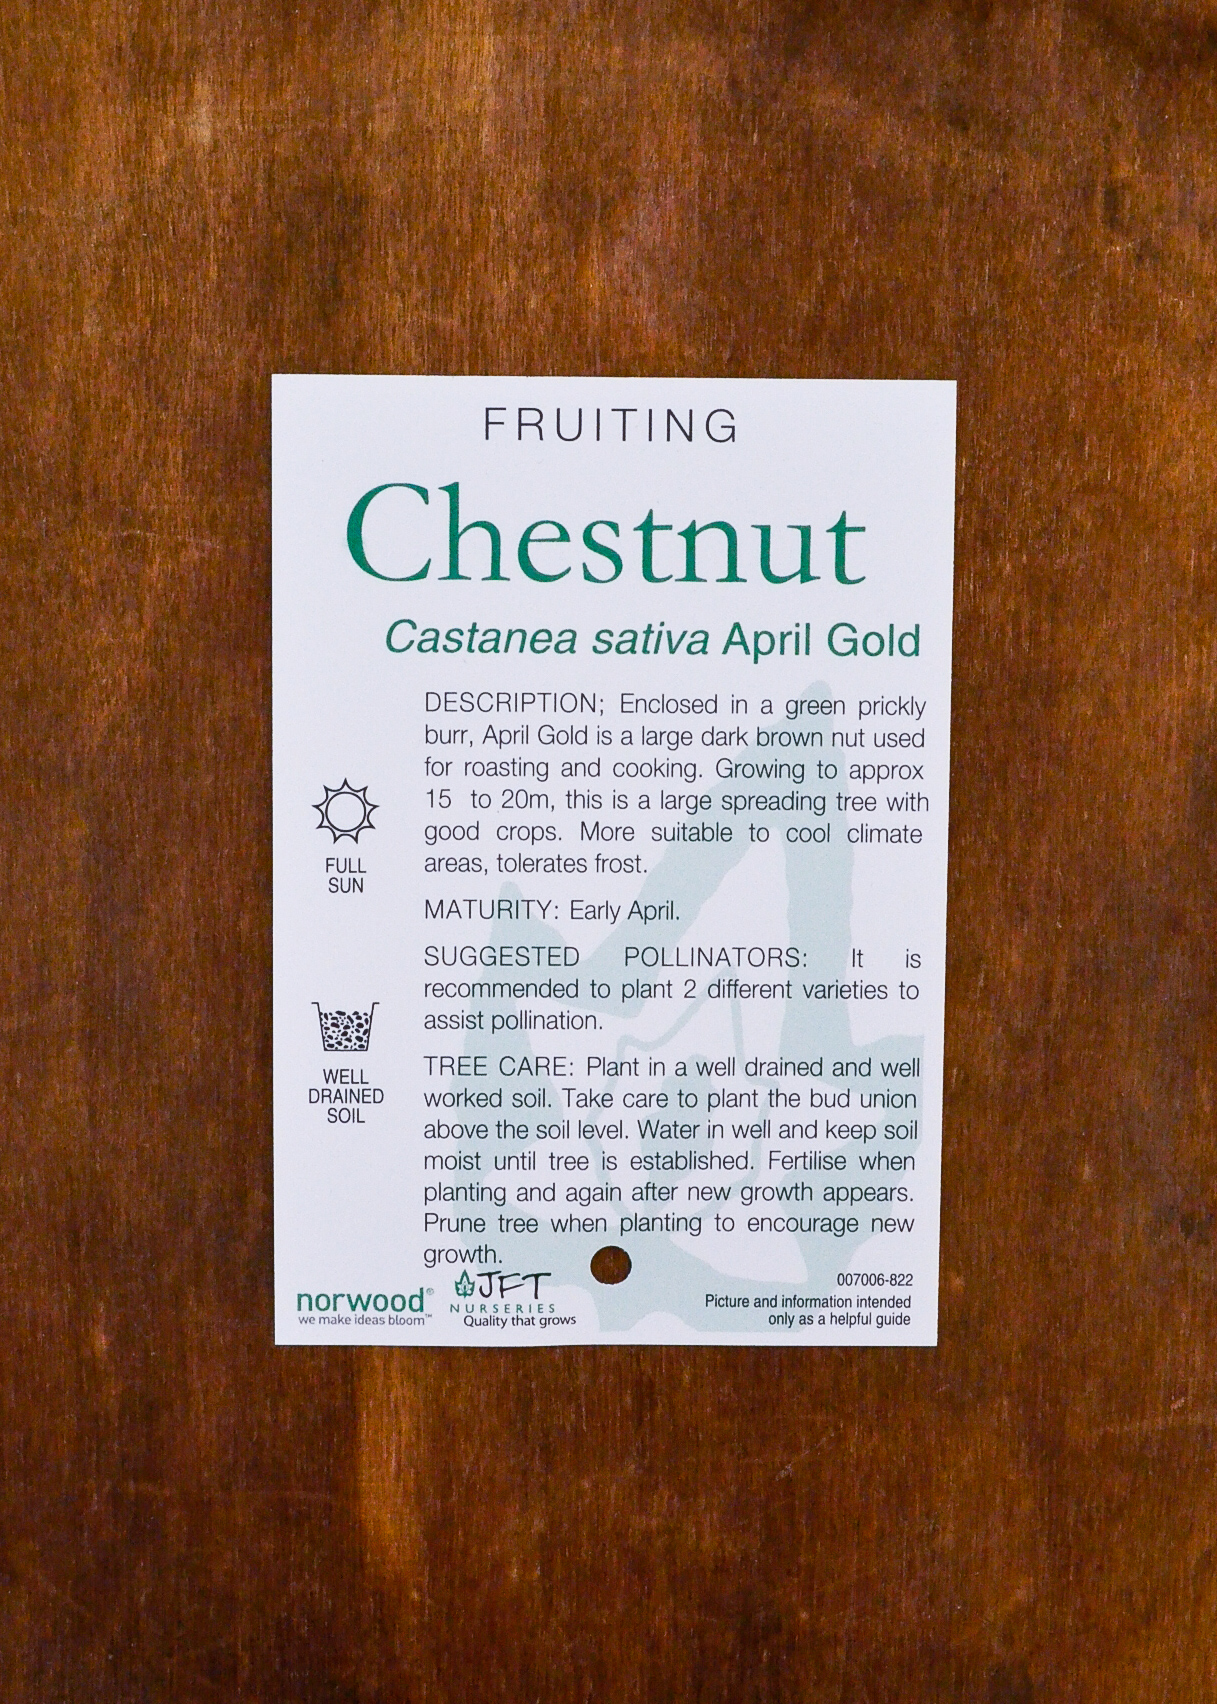 FRUITING
Chestnut
Castanea sativa April Gold
DESCRIPTION; Enclosed in a green prickly
burr, April Gold is a large dark brown nut used
for roasting and cooking. Growing to approx
15 to 20m, this is a large spreading tree with
good crops. More suitable to cool climate
areas, tolerates frost.
FULL
SUN
MATURITY: Early April.
SUGGESTED POLLINATORS: It is
recommended to plant 2 different varieties to
assist pollination.
WELL
DRAINED
SOIL
TREE CARE: Plant in a well drained and well
worked soil. Take care to plant the bud union
above the soil level. Water in well and keep soil
moist until tree is established. Fertilise when
planting and again after new growth appears.
Prune tree when planting to encourage new
growth.
norwood®
we make ideas bloom™
JFT
NURSERIES
Quality that grows
007006-822
Picture and information intended
only as a helpful guide